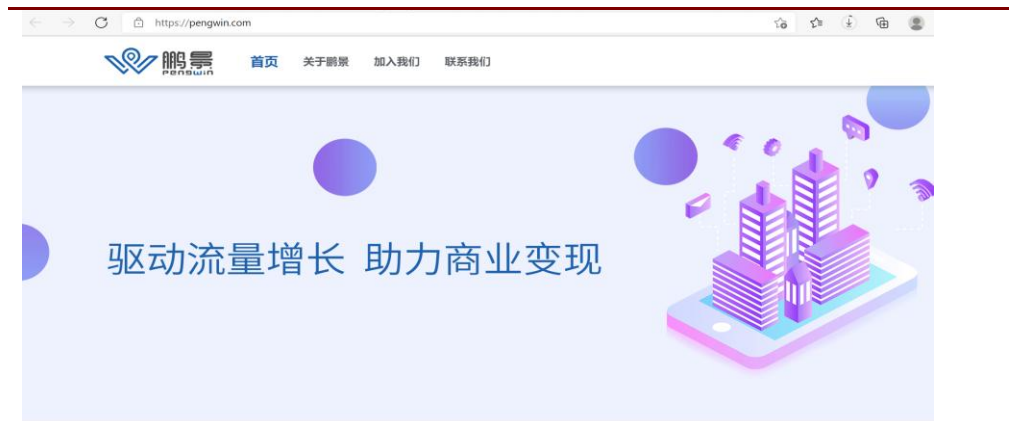 https://pengwin.com
鹏景 首页 关于鹏景 加入我们 联系我们
Pengwin
驱动流量增长 助力商业变现